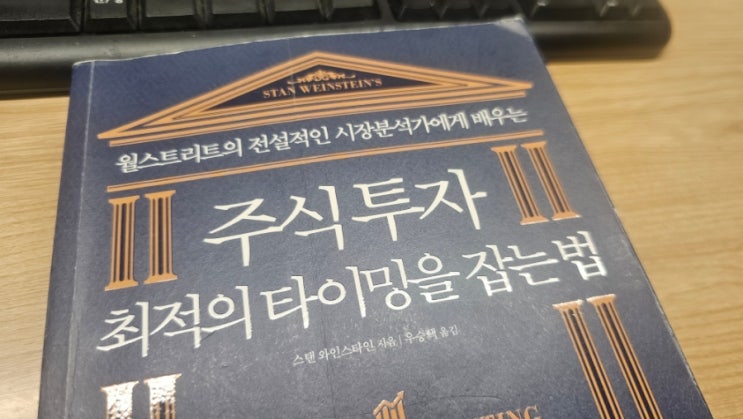 STAN WEINSTEIN'S
월스트리트의 전설적인 시장분석가에게 배우는
주식투자
최적의 타이밍을 잡는 법
스탠 와인스타인 지음 | 우승택 옮김